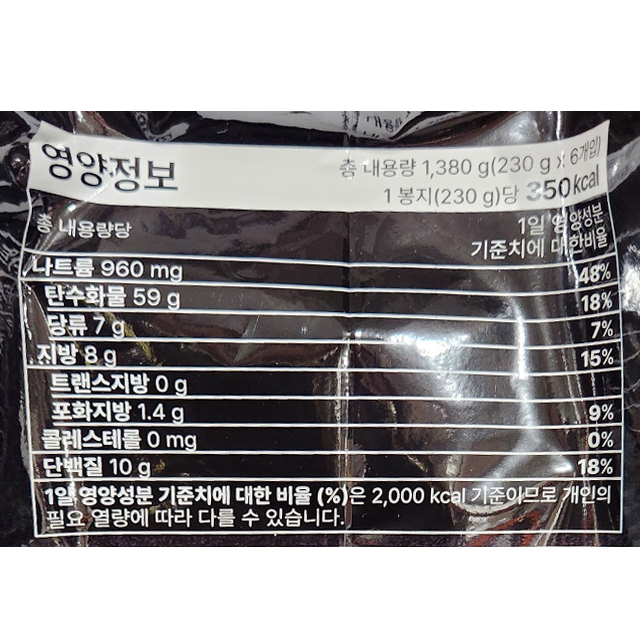 영양정보
총 내용량 1,380 g(230 g x 6개입)
1 봉지(230 g)당 350 kcal
총 내용량당
1일 영양성분
기준치에 대한비율
나트륨 960 mg 48%
탄수화물 59 g 18%
당류 7 g 7%
지방 8 g 15%
트랜스지방 0 g
포화지방 1.4 g 9%
콜레스테롤 0 mg 0%
단백질 10 g 18%
1일 영양성분 기준치에 대한 비율 (%)은 2,000 kcal 기준이므로 개인의
필요 열량에 따라 다를 수 있습니다.